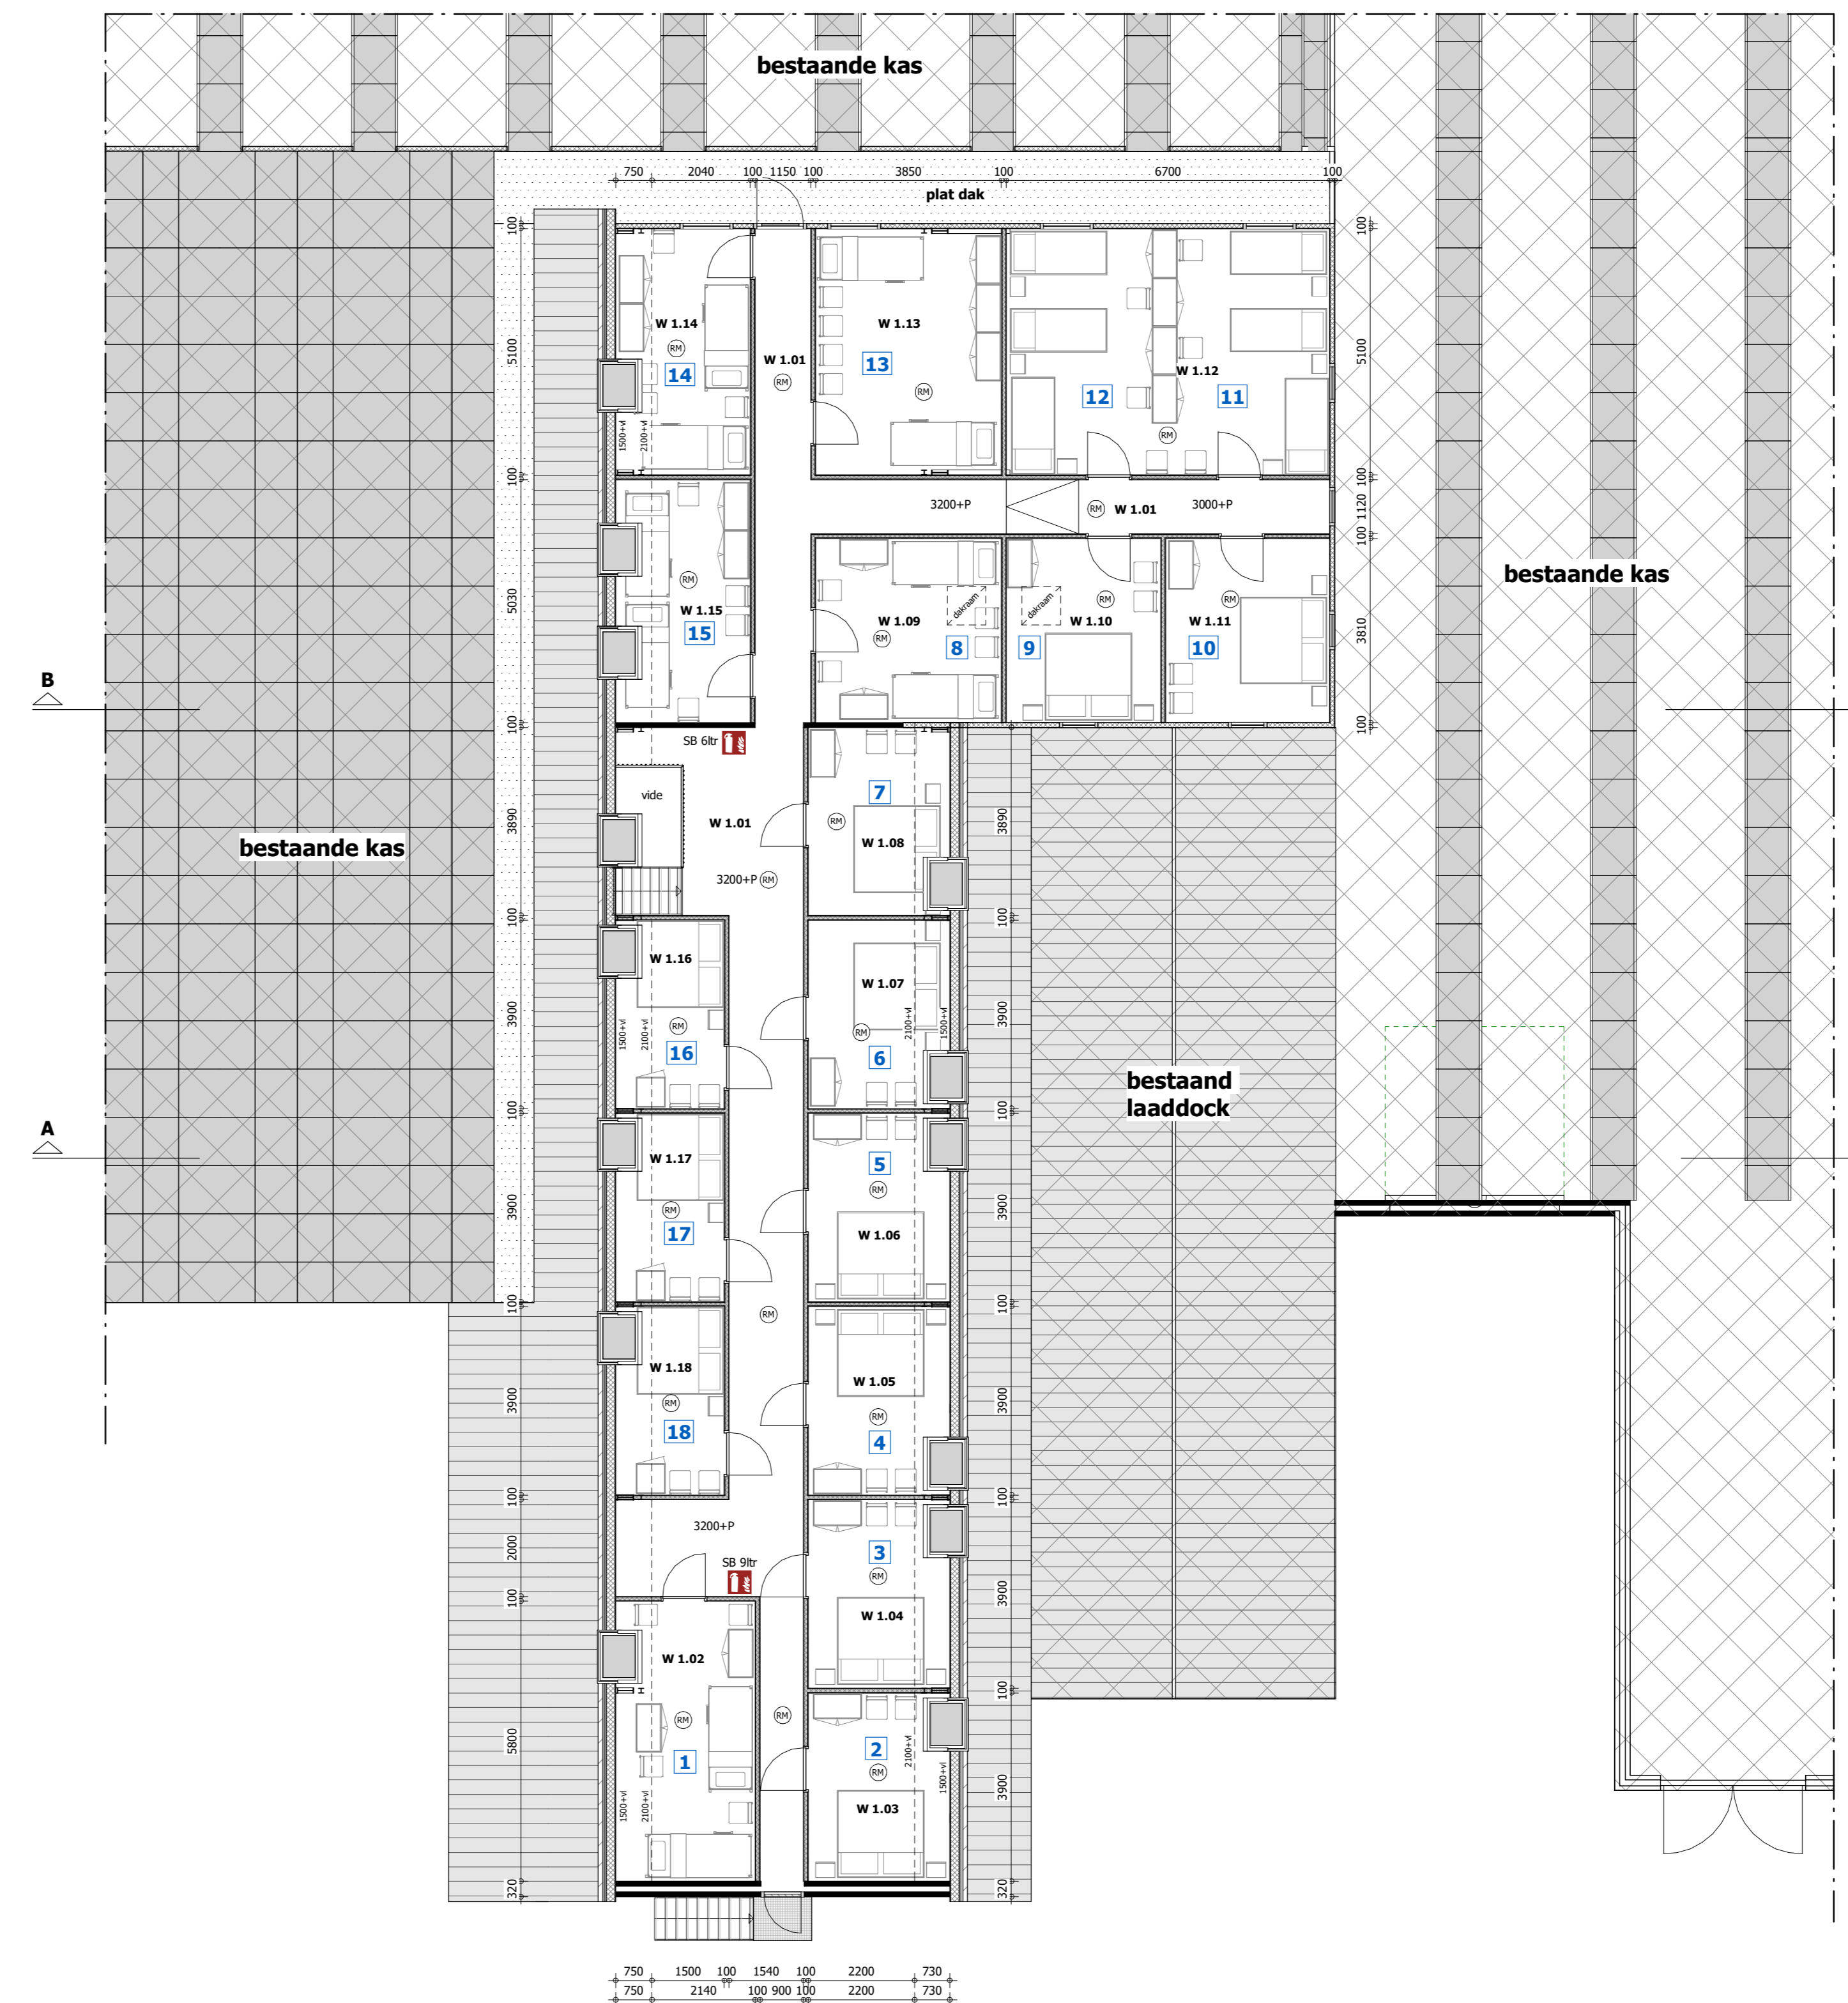 bestaande kas
750 2040 100 1150 100 3850 100 6700 100
plat dak
100 100
W 1.14 W 1.13
RM W 1.01 5100 5100
14 RM 13 W 1.12
RM 12 11
1500+vl 2100+vl RM
100 100
3200+P RM W 1.01 3000+P 1120
100
bestaande kas
RM dakraam dakraam RM RM
5030 W 1.15 W 1.09 W 1.10 W 1.11 3810
15 RM 8 9 10
B
100 100
SB 6ltr
vide 7
3890 W 1.01 RM 3890
bestaande kas W 1.08
3200+P RM
100 100
W 1.16 W 1.07
3900 1500+vl 2100+vl RM RM 2100+vl 1500+vl 3900
16 6
bestaand
laaddock
100 100
A
W 1.17 5
RM RM
3900 17 W 1.06 3900
100 100
RM
W 1.18 W 1.05
3900 RM RM 3900
18 4
100 100
3200+P
2000 3
SB 9ltr RM
100 3900
W 1.04
W 1.02
100
RM RM
5800 1 2 2100+vl
RM
1500+vl 2100+vl 1500+vl 3900
W 1.03
320 320
750 1500 100 1540 100 2200 730
750 2140 100 900 100 2200 730